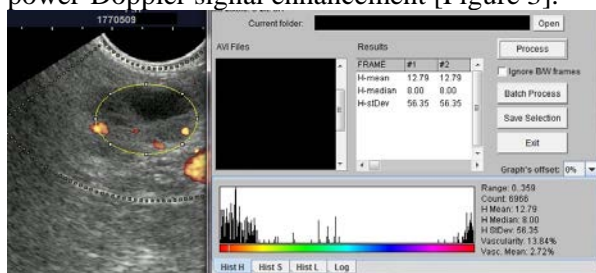 power-Doppler signal enhancement [Figure 3].
1770509
Current folder:
Open
AVI Files
Results
Process
FRAME #1 #2
H-mean 12.79 12.79
H-median 8.00 8.00
H-stDev 56.35 56.35
Ignore B/W frames
Batch Process
Save Selection
Exit
Graph's offset: 0%
Range: 0..359
Count: 6966
H Mean: 12.79
H Median: 8.00
H StDev: 56.35
Vascularity: 13.84%
Vasc. Mean: 2.72%
Hist H Hist S Hist L Log